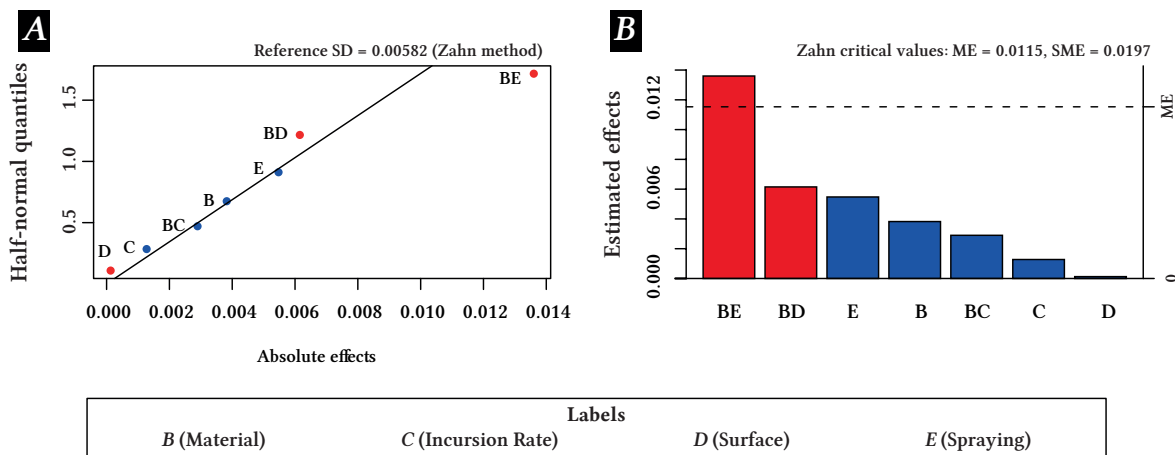 A
Reference SD = 0.00582 (Zahn method)
Half-normal quantiles
1.5
1.0
0.5
BE
BD
E
B
BC
C
D
0.000 0.002 0.004 0.006 0.008 0.010 0.012 0.014
Absolute effects
B
Zahn critical values: ME = 0.0115, SME = 0.0197
Estimated effects
0.012
0.006
0.000
ME
0
BE BD E B BC C D
Labels
B (Material) C (Incursion Rate) D (Surface) E (Spraying)